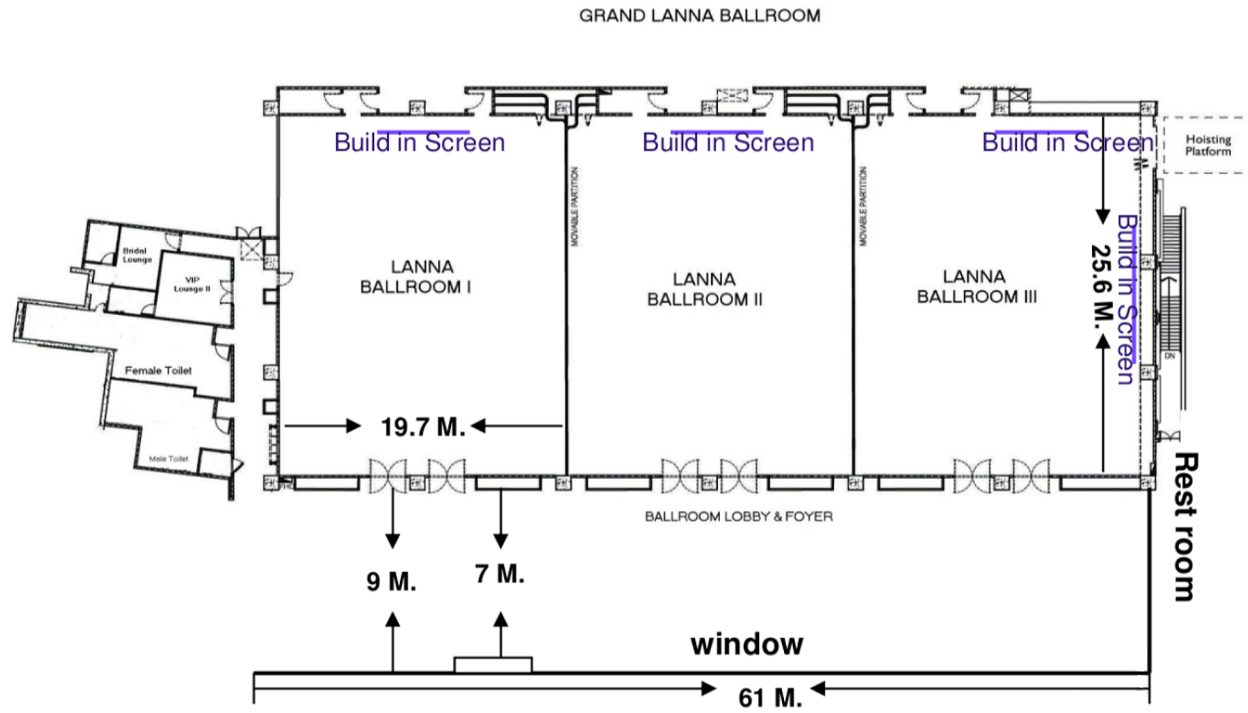 GRAND LANNA BALLROOM
Build in Screen
Build in Screen
Build in Screen
Hoisting
Platform
MOVABLE PARTITION
MOVABLE PARTITION
Bridal
Lounge
VIP
Lounge II
LANNA
BALLROOM I
LANNA
BALLROOM II
LANNA
BALLROOM III
25.6 M.
Build in Screen
DN
Female Toilet
19.7 M.
Male Toilet
BALLROOM LOBBY & FOYER
Rest room
9 M.
7 M.
window
61 M.